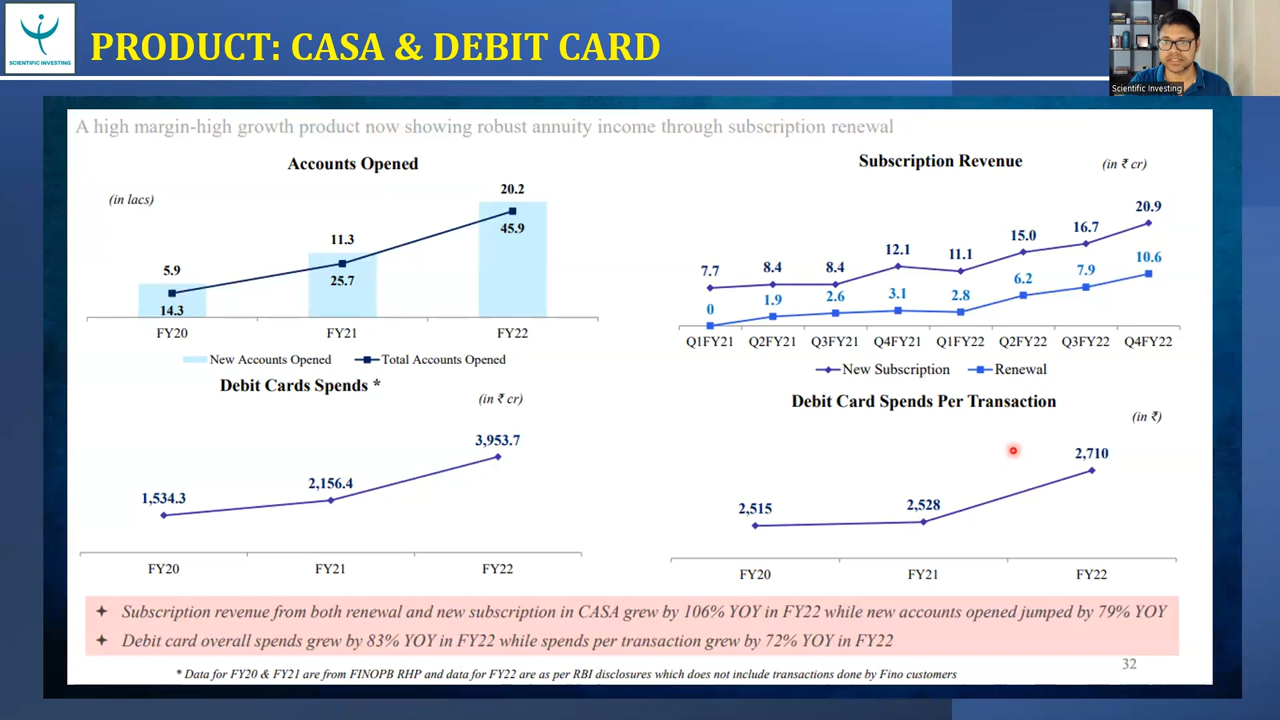 SCIENTIFIC INVESTING
PRODUCT: CASA & DEBIT CARD
Scientific Investing
A high margin-high growth product now showing robust annuity income through subscription renewal
Accounts Opened
(in lacs)
5.9
11.3
20.2
14.3
25.7
45.9
FY20
FY21
FY22
New Accounts Opened
Total Accounts Opened
Subscription Revenue
(in ₹ cr)
7.7
8.4
8.4
12.1
11.1
15.0
16.7
20.9
0
1.9
2.6
3.1
2.8
6.2
7.9
10.6
Q1FY21
Q2FY21
Q3FY21
Q4FY21
Q1FY22
Q2FY22
Q3FY22
Q4FY22
New Subscription
Renewal
Debit Cards Spends *
(in ₹ cr)
1,534.3
2,156.4
3,953.7
FY20
FY21
FY22
Debit Card Spends Per Transaction
(in ₹)
2,515
2,528
2,710
FY20
FY21
FY22
Subscription revenue from both renewal and new subscription in CASA grew by 106% YOY in FY22 while new accounts opened jumped by 79% YOY
Debit card overall spends grew by 83% YOY in FY22 while spends per transaction grew by 72% YOY in FY22
32
* Data for FY20 & FY21 are from FINOPB RHP and data for FY22 are as per RBI disclosures which does not include transactions done by Fino customers